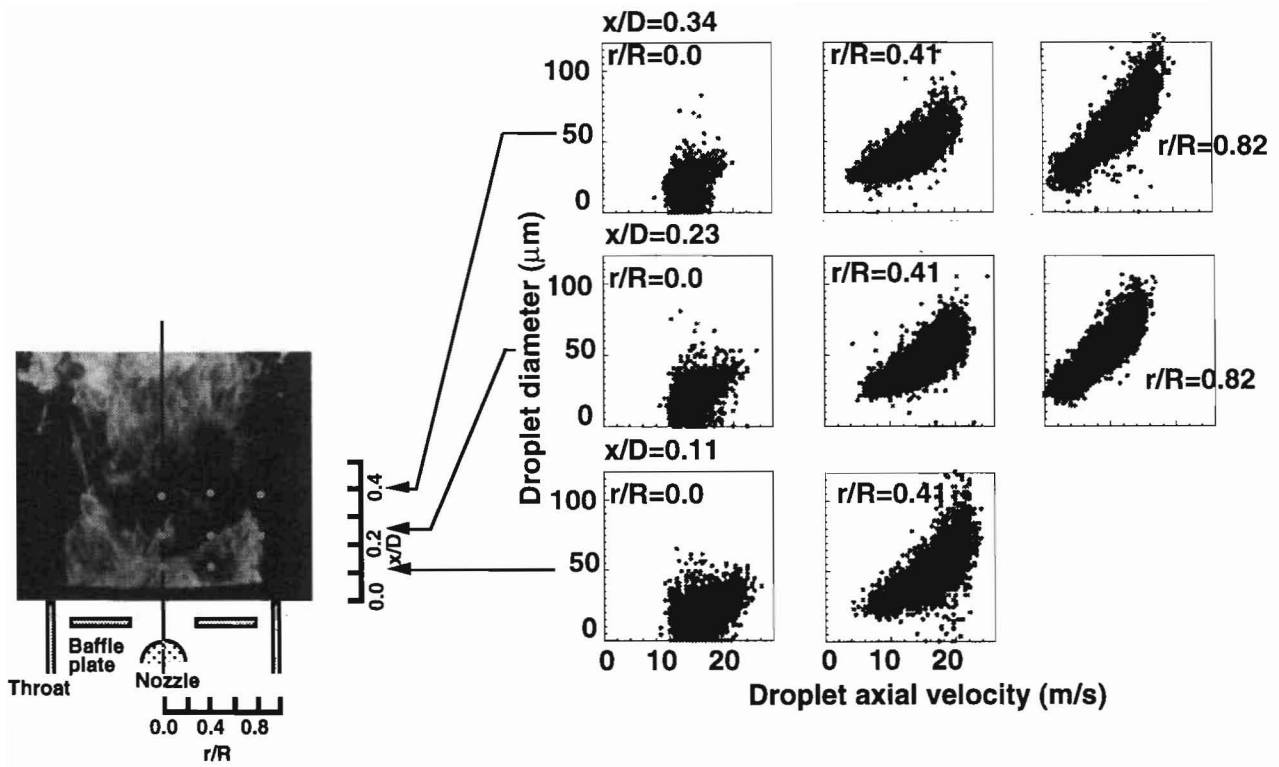 x/D=0.34
r/R=0.0
r/R=0.41
r/R=0.82
100
50
0
x/D=0.23
r/R=0.0
r/R=0.41
r/R=0.82
100
50
0
x/D=0.11
r/R=0.0
r/R=0.41
100
50
0
0 10 20
0 10 20
Droplet diameter (μm)
Droplet axial velocity (m/s)
0.4
0.2
0.0
x/D
Baffle
plate
Nozzle
Throat
0.0 0.4 0.8
r/R